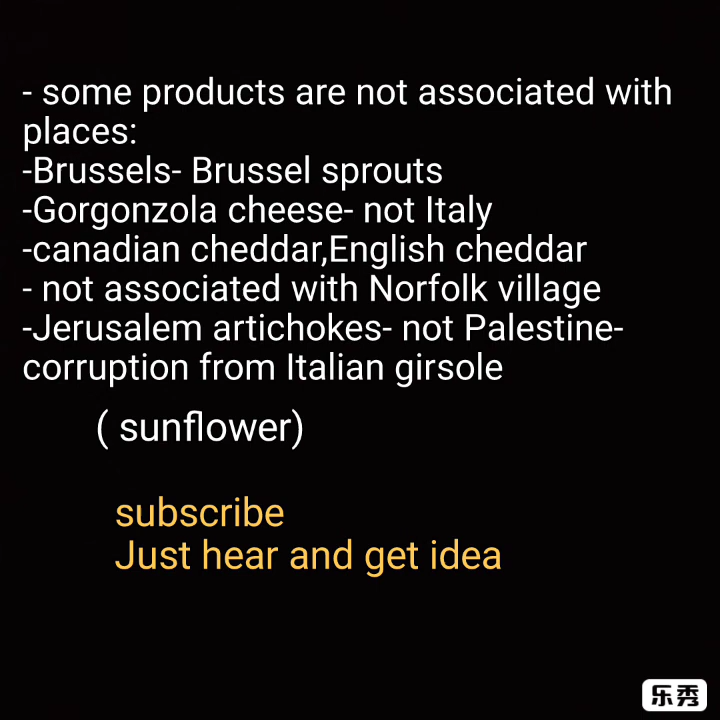 - some products are not associated with
places:
-Brussels- Brussel sprouts
-Gorgonzola cheese- not Italy
-canadian cheddar,English cheddar
- not associated with Norfolk village
-Jerusalem artichokes- not Palestine-
corruption from Italian girsole
( sunflower)
subscribe
Just hear and get idea
乐秀